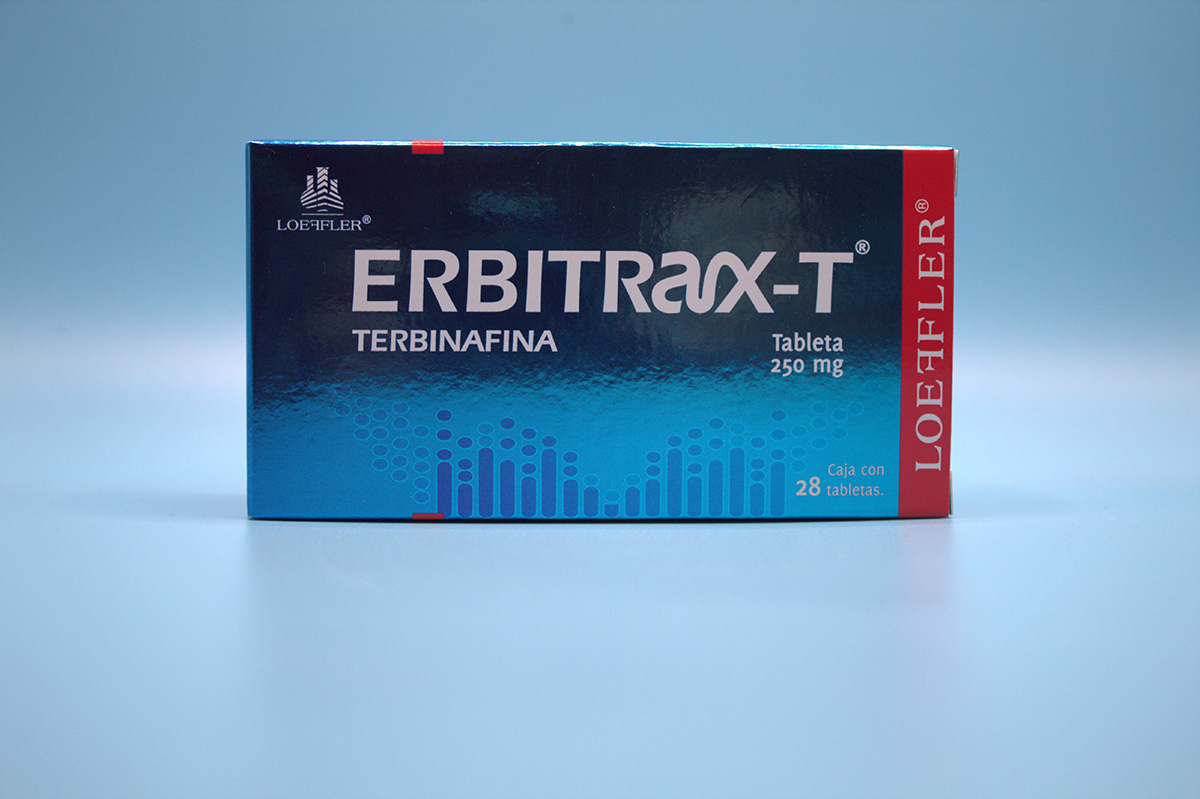 LOEFFLER®
ERBITRAX-T®
TERBINAFINA
Tableta
250 mg
Caja con
28 tabletas.
LOEFFLER®